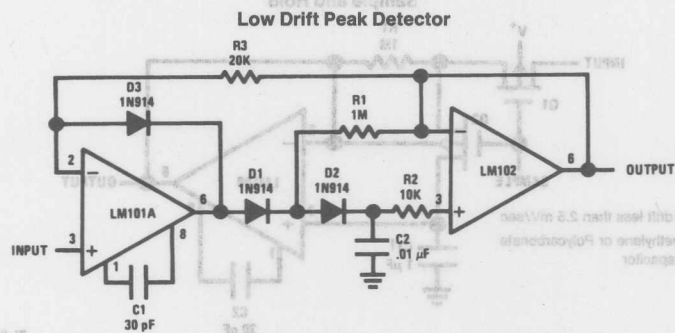 Low Drift Peak Detector
R3
20K
D3
1N914
R1
1M
2
6
LM101A
3
INPUT
1
8
C1
30 pF
D1
1N914
D2
1N914
R2
10K
C2
.01 μF
3
LM102
6
OUTPUT